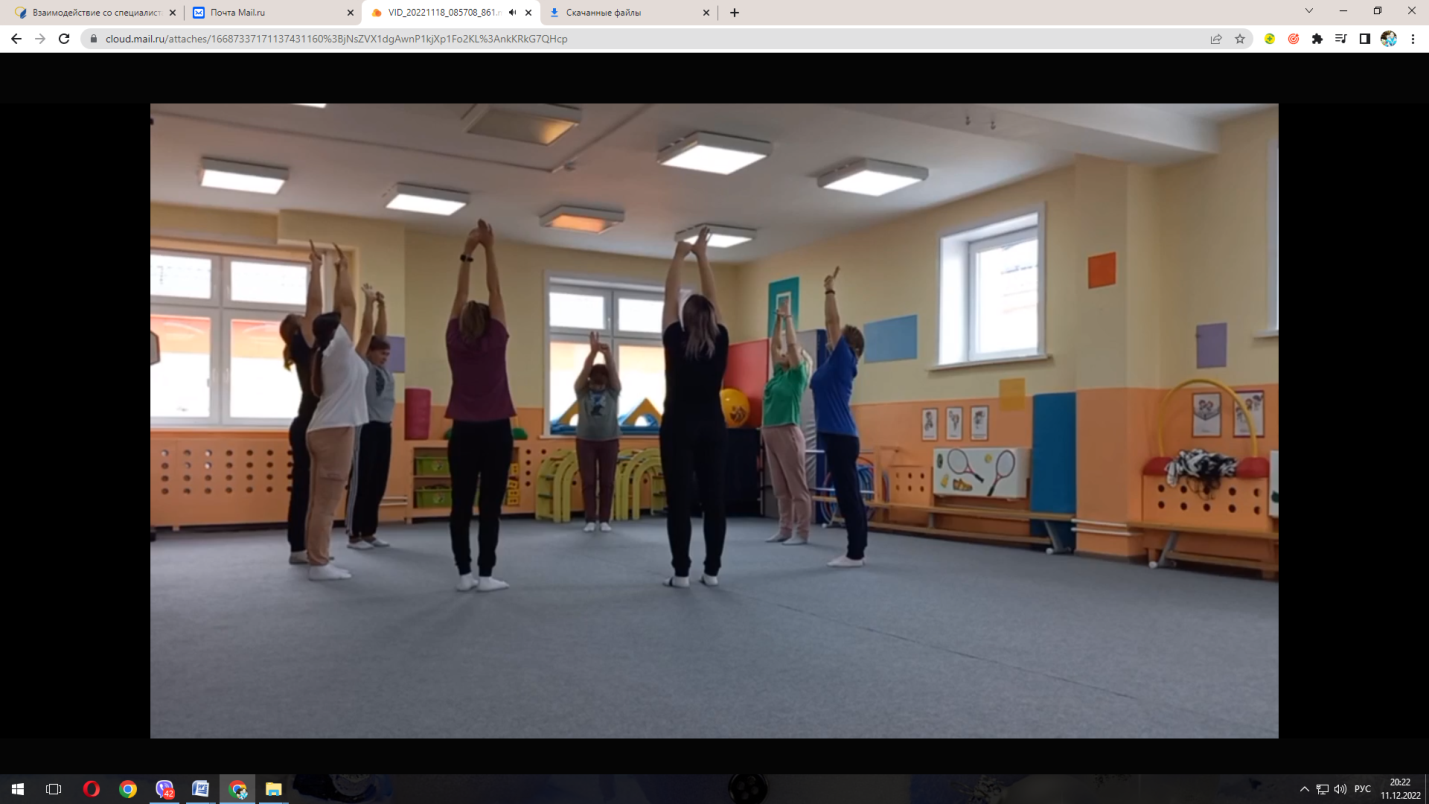 Взаимодействие со специалист
Почта Mail.ru
VID_20221118_085708_861.m
Скачанные файлы
cloud.mail.ru/attaches/16687337171137431160%3BjNsZVX1dgAwnP1kjXp1Fo2KL%3AnkKRkG7QHcp
42
РУС
20:22
11.12.2022